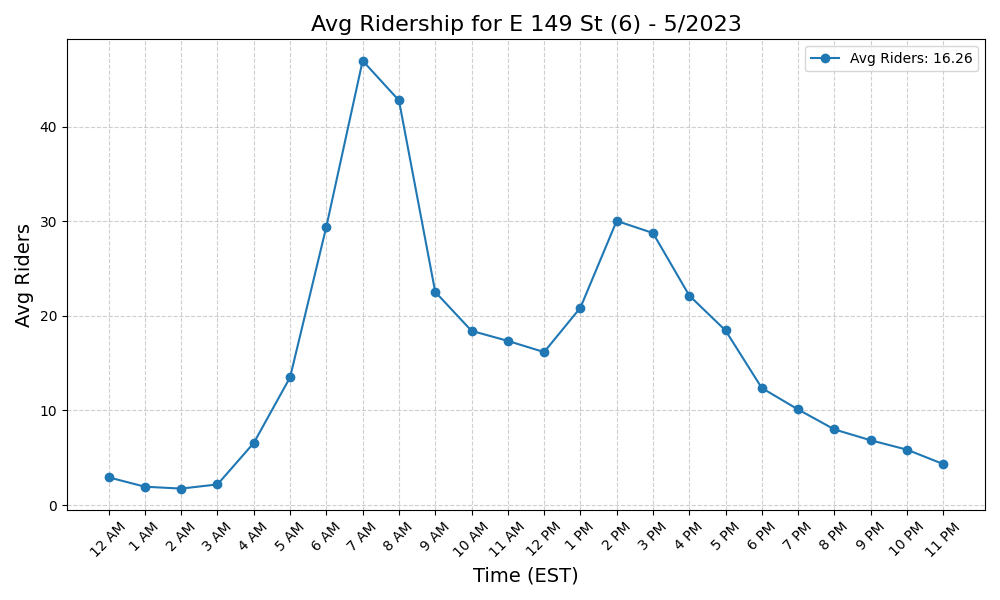 Avg Ridership for E 149 St (6) - 5/2023
Avg Riders: 16.26
Avg Riders
40
30
20
10
0
12 AM
1 AM
2 AM
3 AM
4 AM
5 AM
6 AM
7 AM
8 AM
9 AM
10 AM
11 AM
12 PM
1 PM
2 PM
3 PM
4 PM
5 PM
6 PM
7 PM
8 PM
9 PM
10 PM
11 PM
Time (EST)